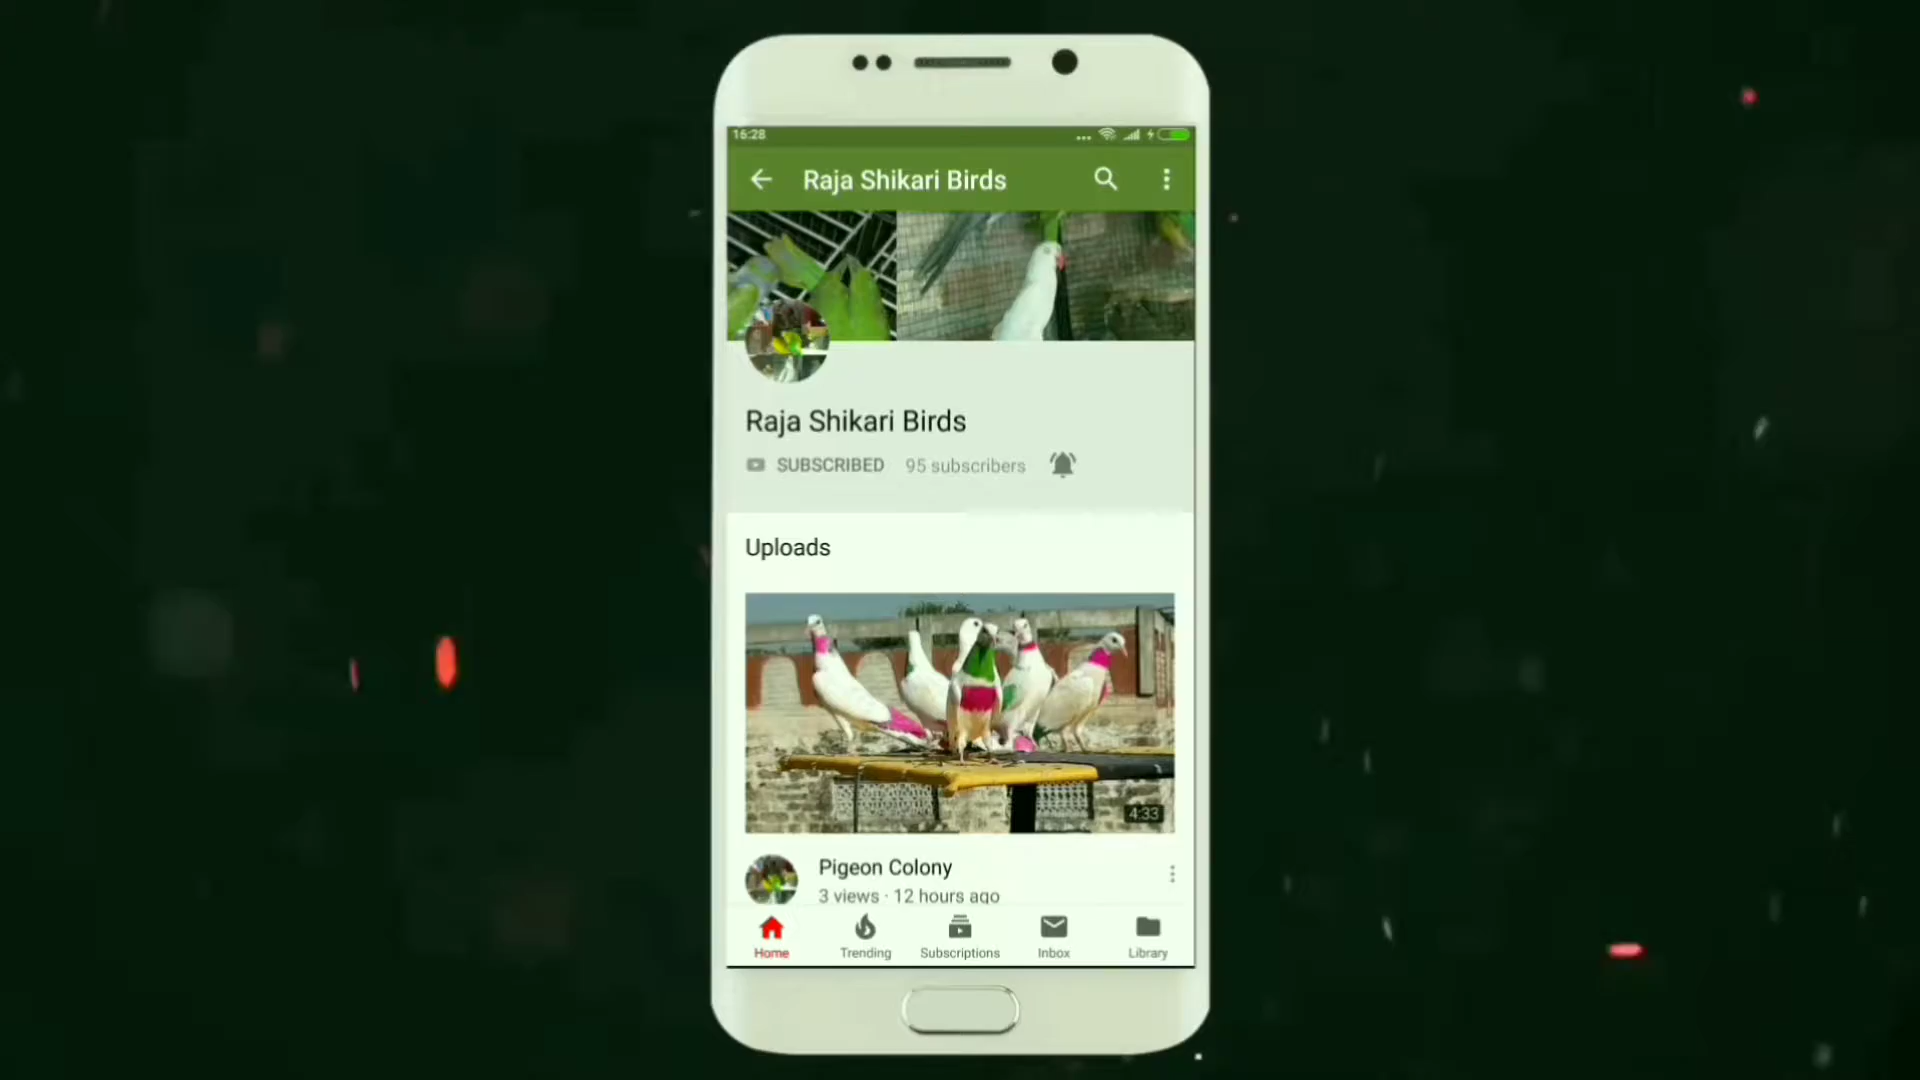 16:28
Raja Shikari Birds
Raja Shikari Birds
SUBSCRIBED 95 subscribers
Uploads
4:33
Pigeon Colony
3 views · 12 hours ago
Home Trending Subscriptions Inbox Library